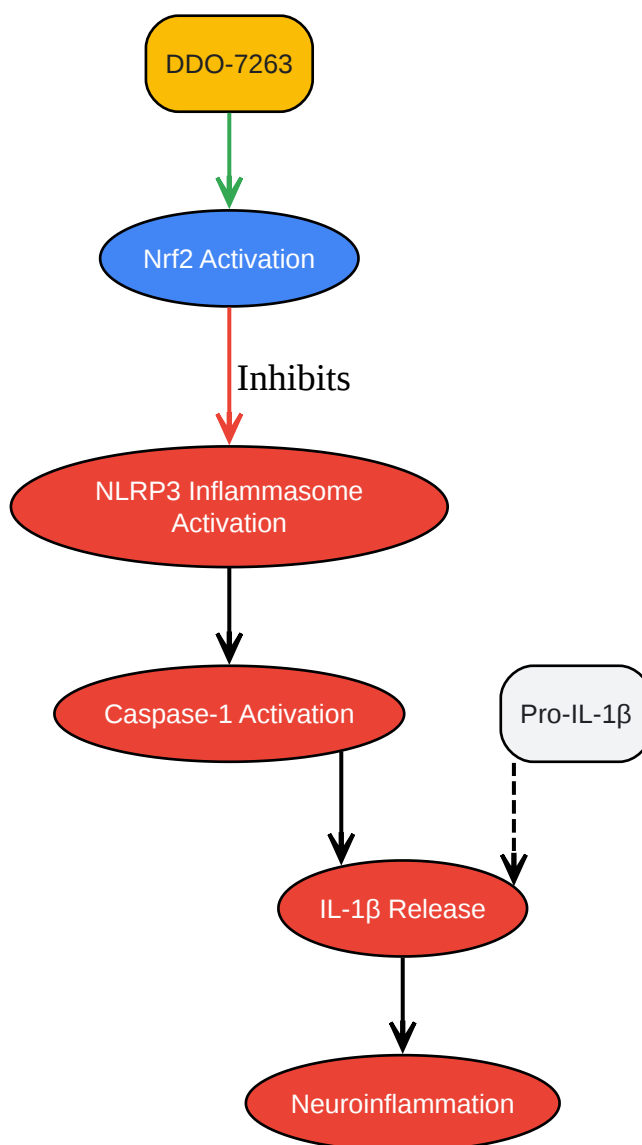 DDO-7263
Nrf2 Activation
Inhibits
NLRP3 Inflammasome
Activation
Caspase-1 Activation
Pro-IL-1β
IL-1β Release
Neuroinflammation